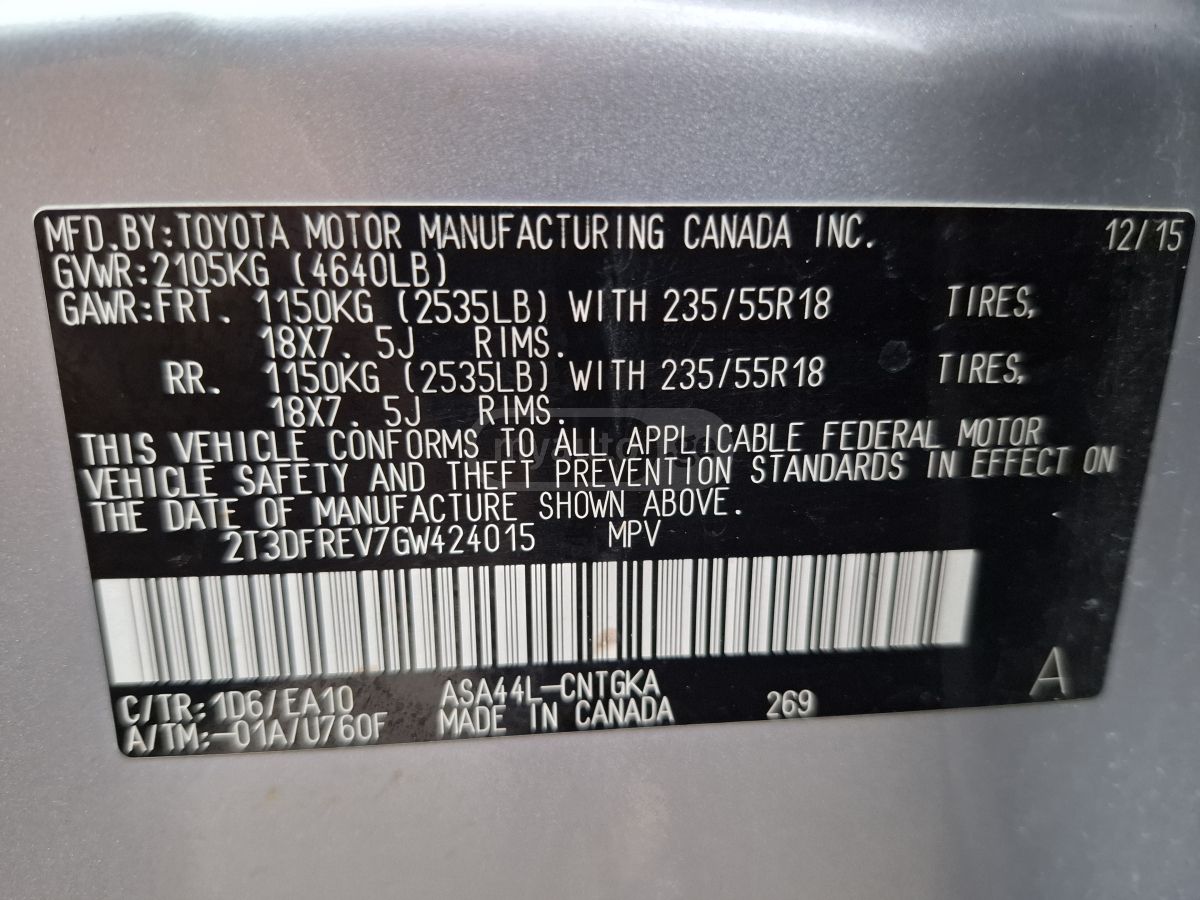 MFD.BY:TOYOTA MOTOR MANUFACTURING CANADA INC. 12/15
GVWR:2105KG (4640LB)
GAWR:FRT. 1150KG (2535LB) WITH 235/55R18 TIRES,
18X7. 5J RIMS.
RR. 1150KG (2535LB) WITH 235/55R18 TIRES,
18X7. 5J RIMS.
THIS VEHICLE CONFORMS TO ALL APPLICABLE FEDERAL MOTOR
VEHICLE SAFETY AND THEFT PREVENTION STANDARDS IN EFFECT ON
THE DATE OF MANUFACTURE SHOWN ABOVE.
2T3DFREV7GW424015 MPV
C/TR: 1D6/EA10 ASA44L-CNTGKA 269 A
A/TM:-01A/U760F MADE IN CANADA
myauto.ge